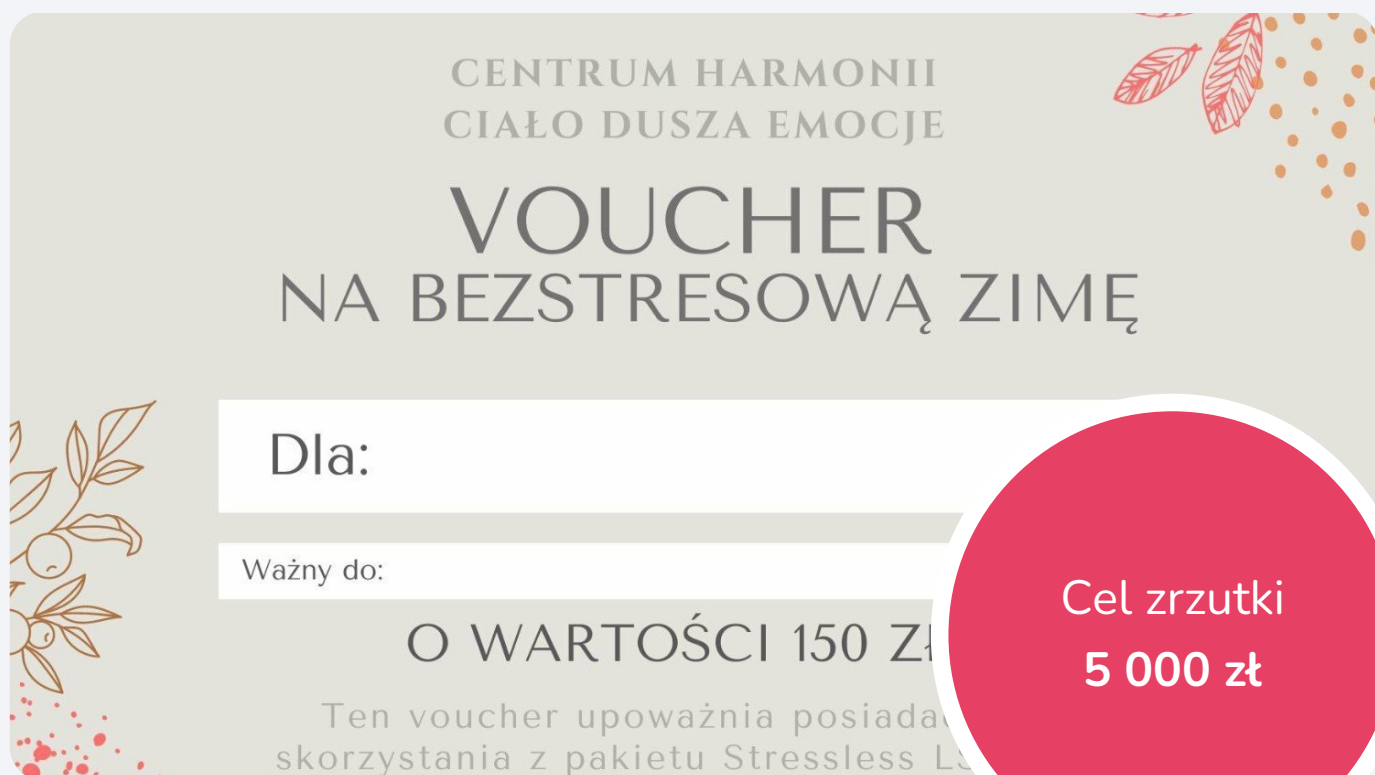 CENTRUM HARMONII
CIAŁO DUSZA EMOCJE
VOUCHER
NA BEZSTRESOWĄ ZIMĘ
Dla:
Ważny do:
O WARTOŚCI 150 ZŁ
Ten voucher upoważnia
skorzystania z pakietu Stressless
Cel zrzutki
5 000 zł